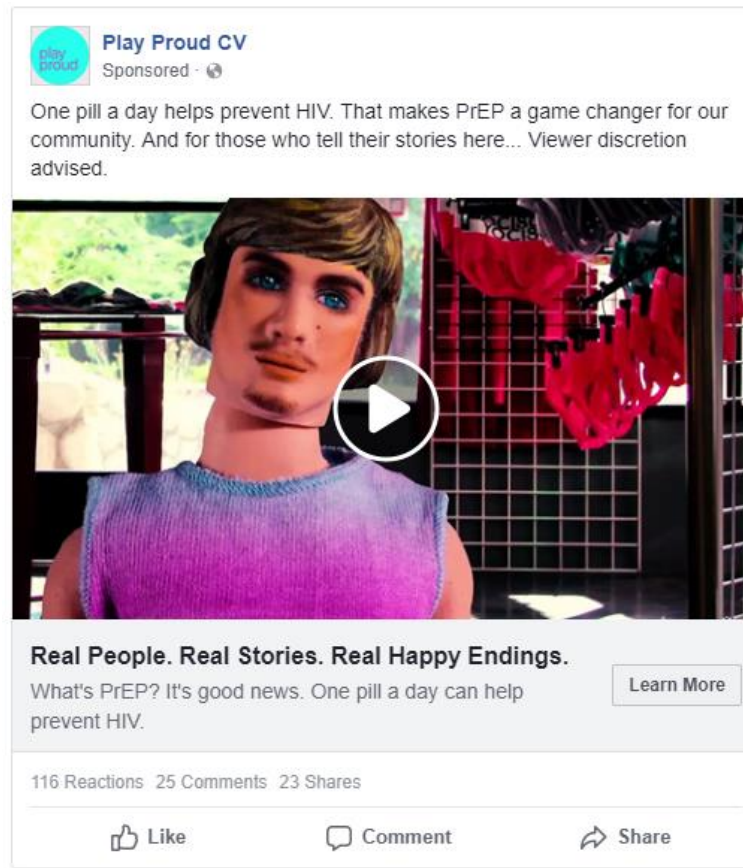 play
proud
Play Proud CV
Sponsored ·
One pill a day helps prevent HIV. That makes PrEP a game changer for our
community. And for those who tell their stories here... Viewer discretion
advised.
Real People. Real Stories. Real Happy Endings.
What's PrEP? It's good news. One pill a day can help
prevent HIV.
Learn More
116 Reactions 25 Comments 23 Shares
Like Comment Share